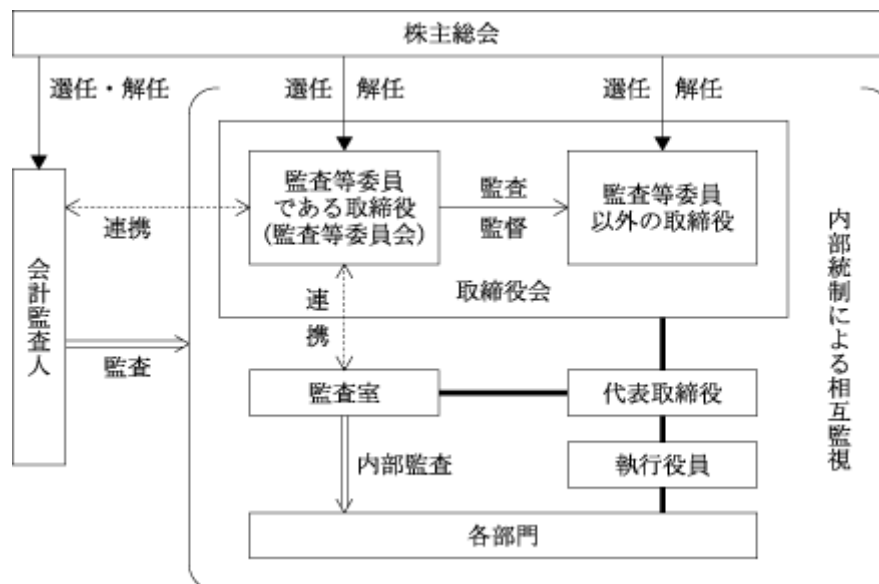 株主総会
選任・解任
選任 解任
選任 解任
監査等委員
である取締役
(監査等委員会)
監査
監督
監査等委員
以外の取締役
連携
取締役会
連携
会計監査人
監査
監査室
代表取締役
内部監査
執行役員
各部門
内部統制による相互監視